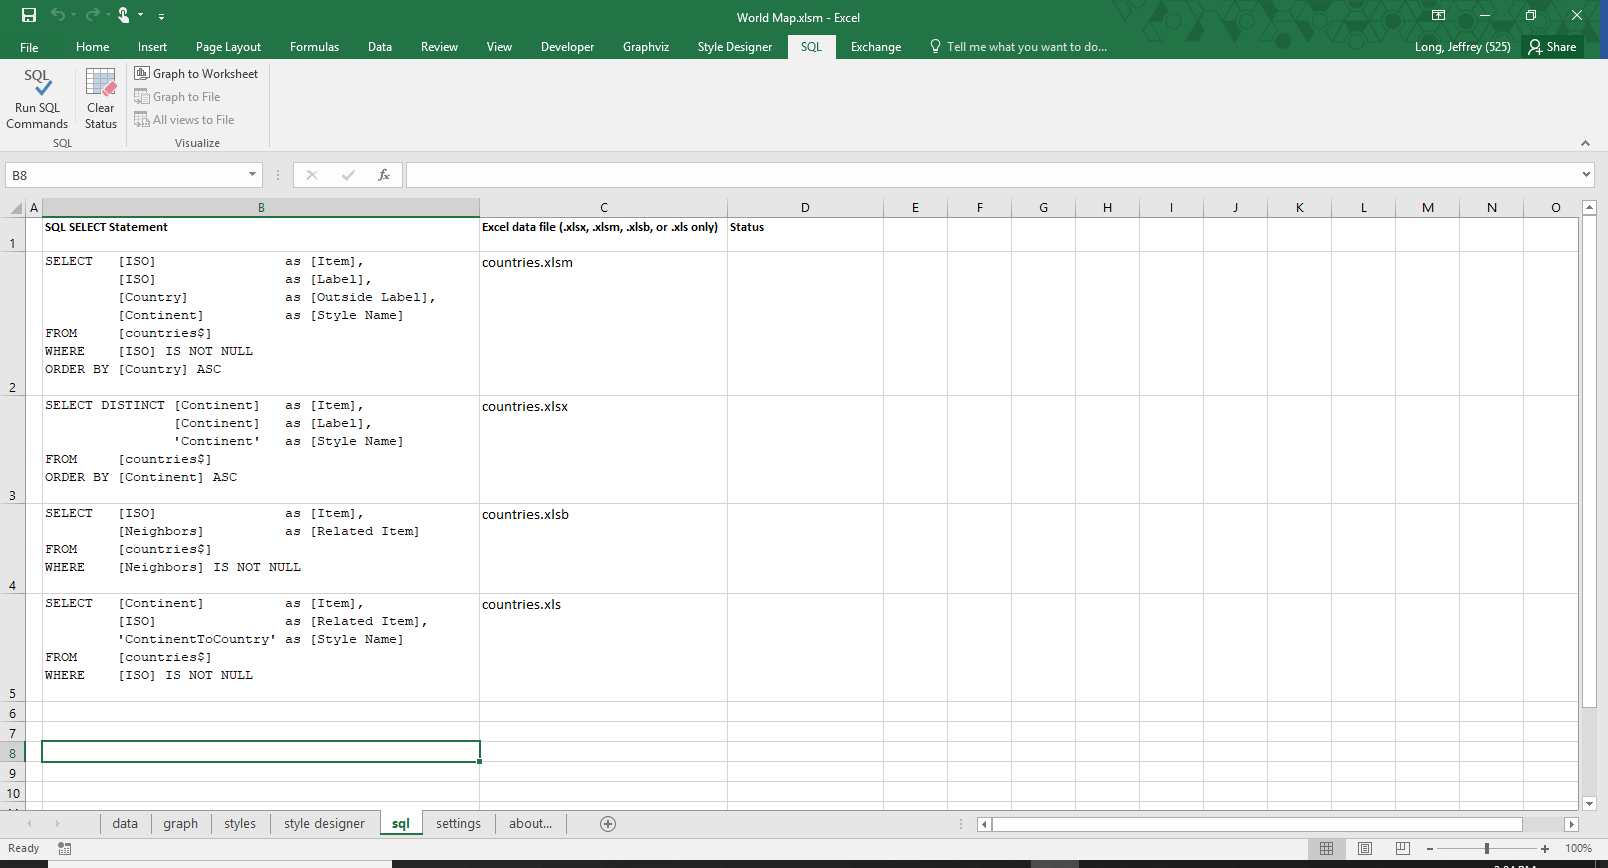 World Map.xlsm - Excel
File Home Insert Page Layout Formulas Data Review View Developer Graphviz Style Designer SQL Exchange Tell me what you want to do... Long, Jeffrey (525) Share
SQL
Run SQL Commands
Clear Status
Graph to Worksheet
Graph to File
All views to File
SQL Visualize
B8 fx
A B C D E F G H I J K L M N O
1 SQL SELECT Statement Excel data file (.xlsx, .xlsm, .xlsb, or .xls only) Status
SELECT [ISO] as [Item], countries.xlsm
[ISO] as [Label],
[Country] as [Outside Label],
[Continent] as [Style Name]
FROM [countries$]
WHERE [ISO] IS NOT NULL
ORDER BY [Country] ASC
2
SELECT DISTINCT [Continent] as [Item], countries.xlsx
[Continent] as [Label],
'Continent' as [Style Name]
FROM [countries$]
ORDER BY [Continent] ASC
3
SELECT [ISO] as [Item], countries.xlsb
[Neighbors] as [Related Item]
FROM [countries$]
WHERE [Neighbors] IS NOT NULL
4
SELECT [Continent] as [Item], countries.xls
[ISO] as [Related Item],
'ContinentToCountry' as [Style Name]
FROM [countries$]
WHERE [ISO] IS NOT NULL
5
6
7
8
9
10
data graph styles style designer sql settings about...
Ready 100%